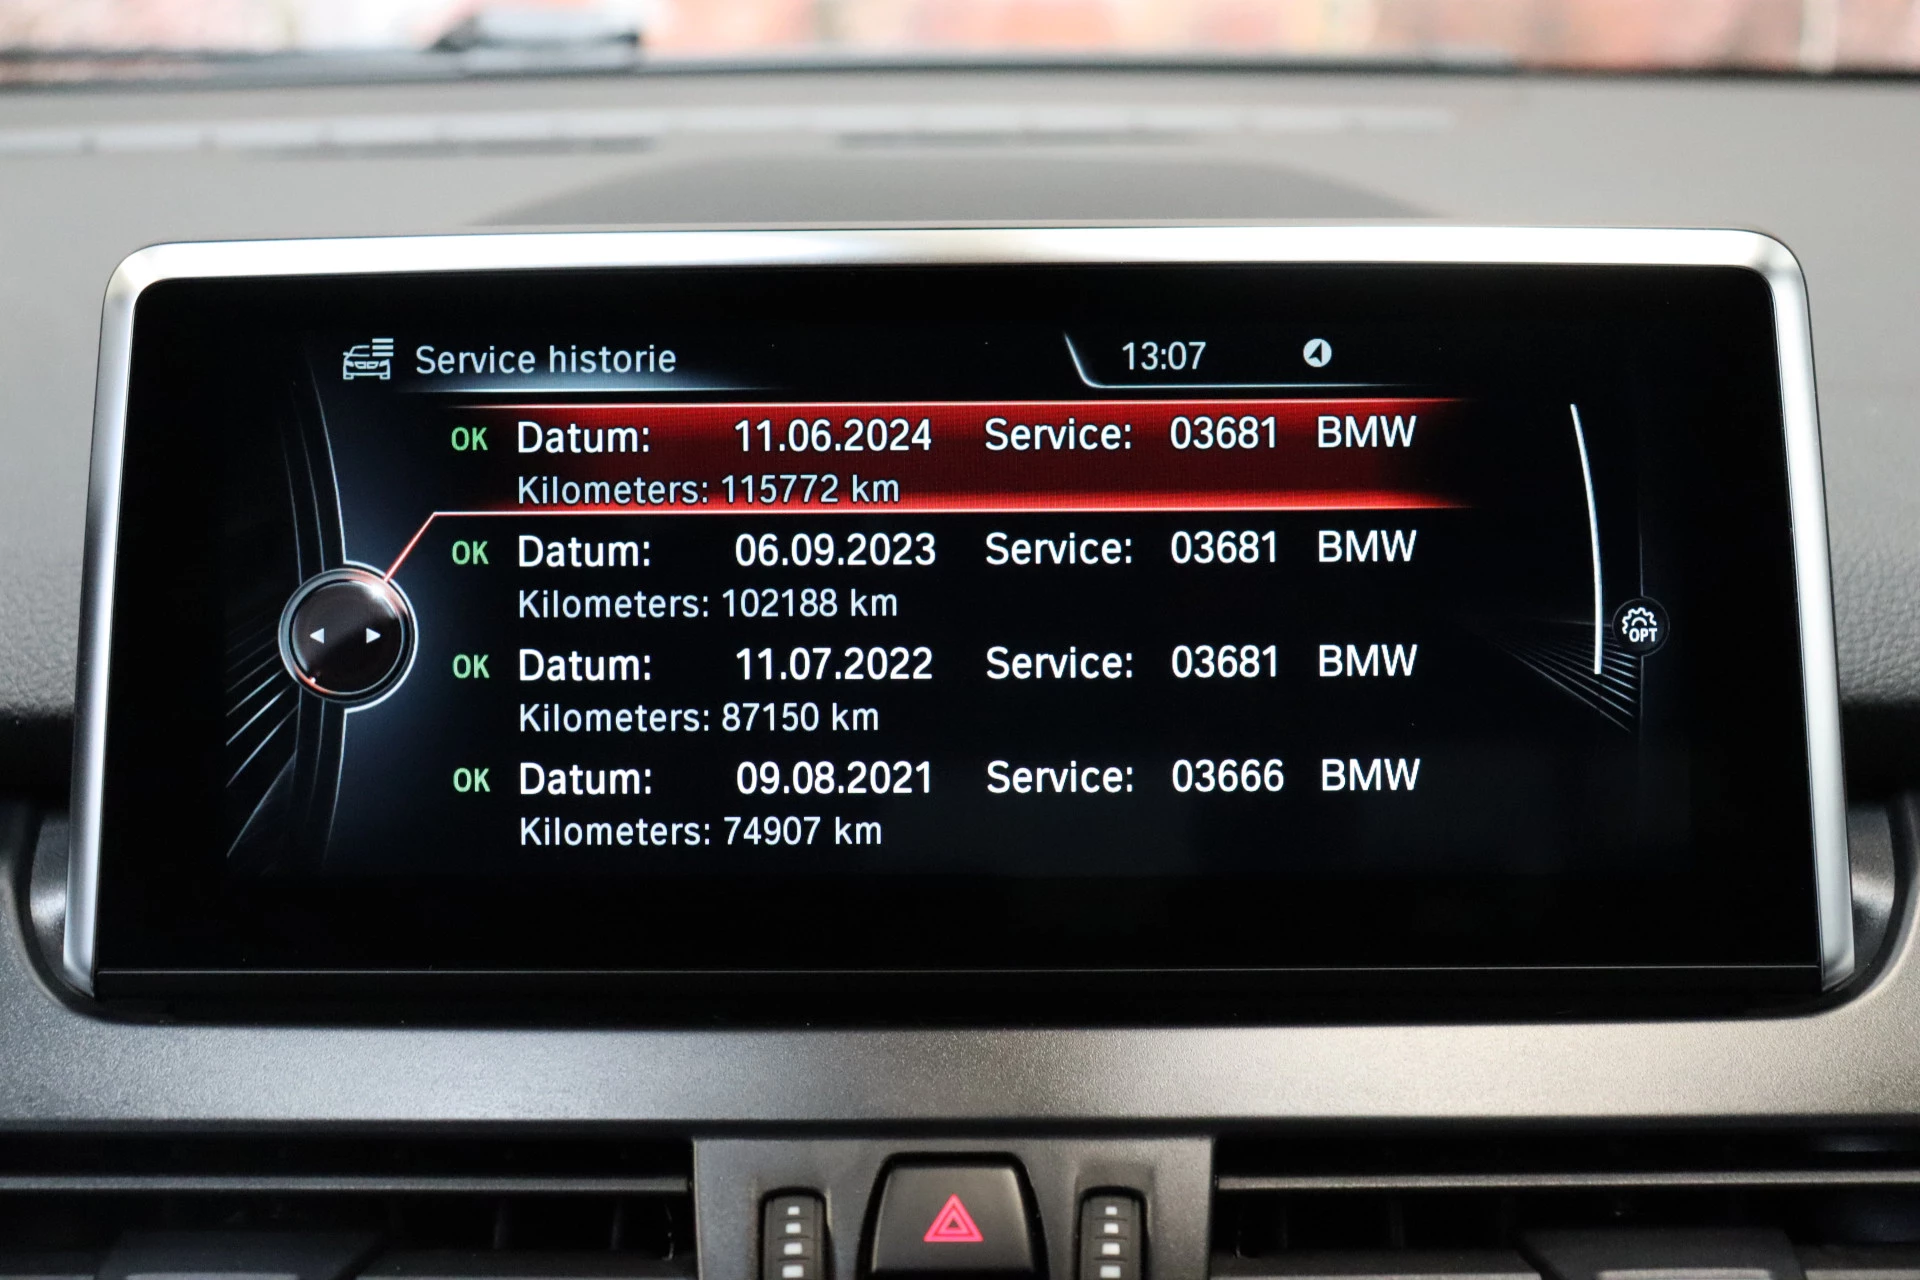 Service historie 13:07
OK Datum: 11.06.2024 Service: 03681 BMW
Kilometers: 115772 km
OK Datum: 06.09.2023 Service: 03681 BMW
Kilometers: 102188 km
OK Datum: 11.07.2022 Service: 03681 BMW
Kilometers: 87150 km
OPT
OK Datum: 09.08.2021 Service: 03666 BMW
Kilometers: 74907 km